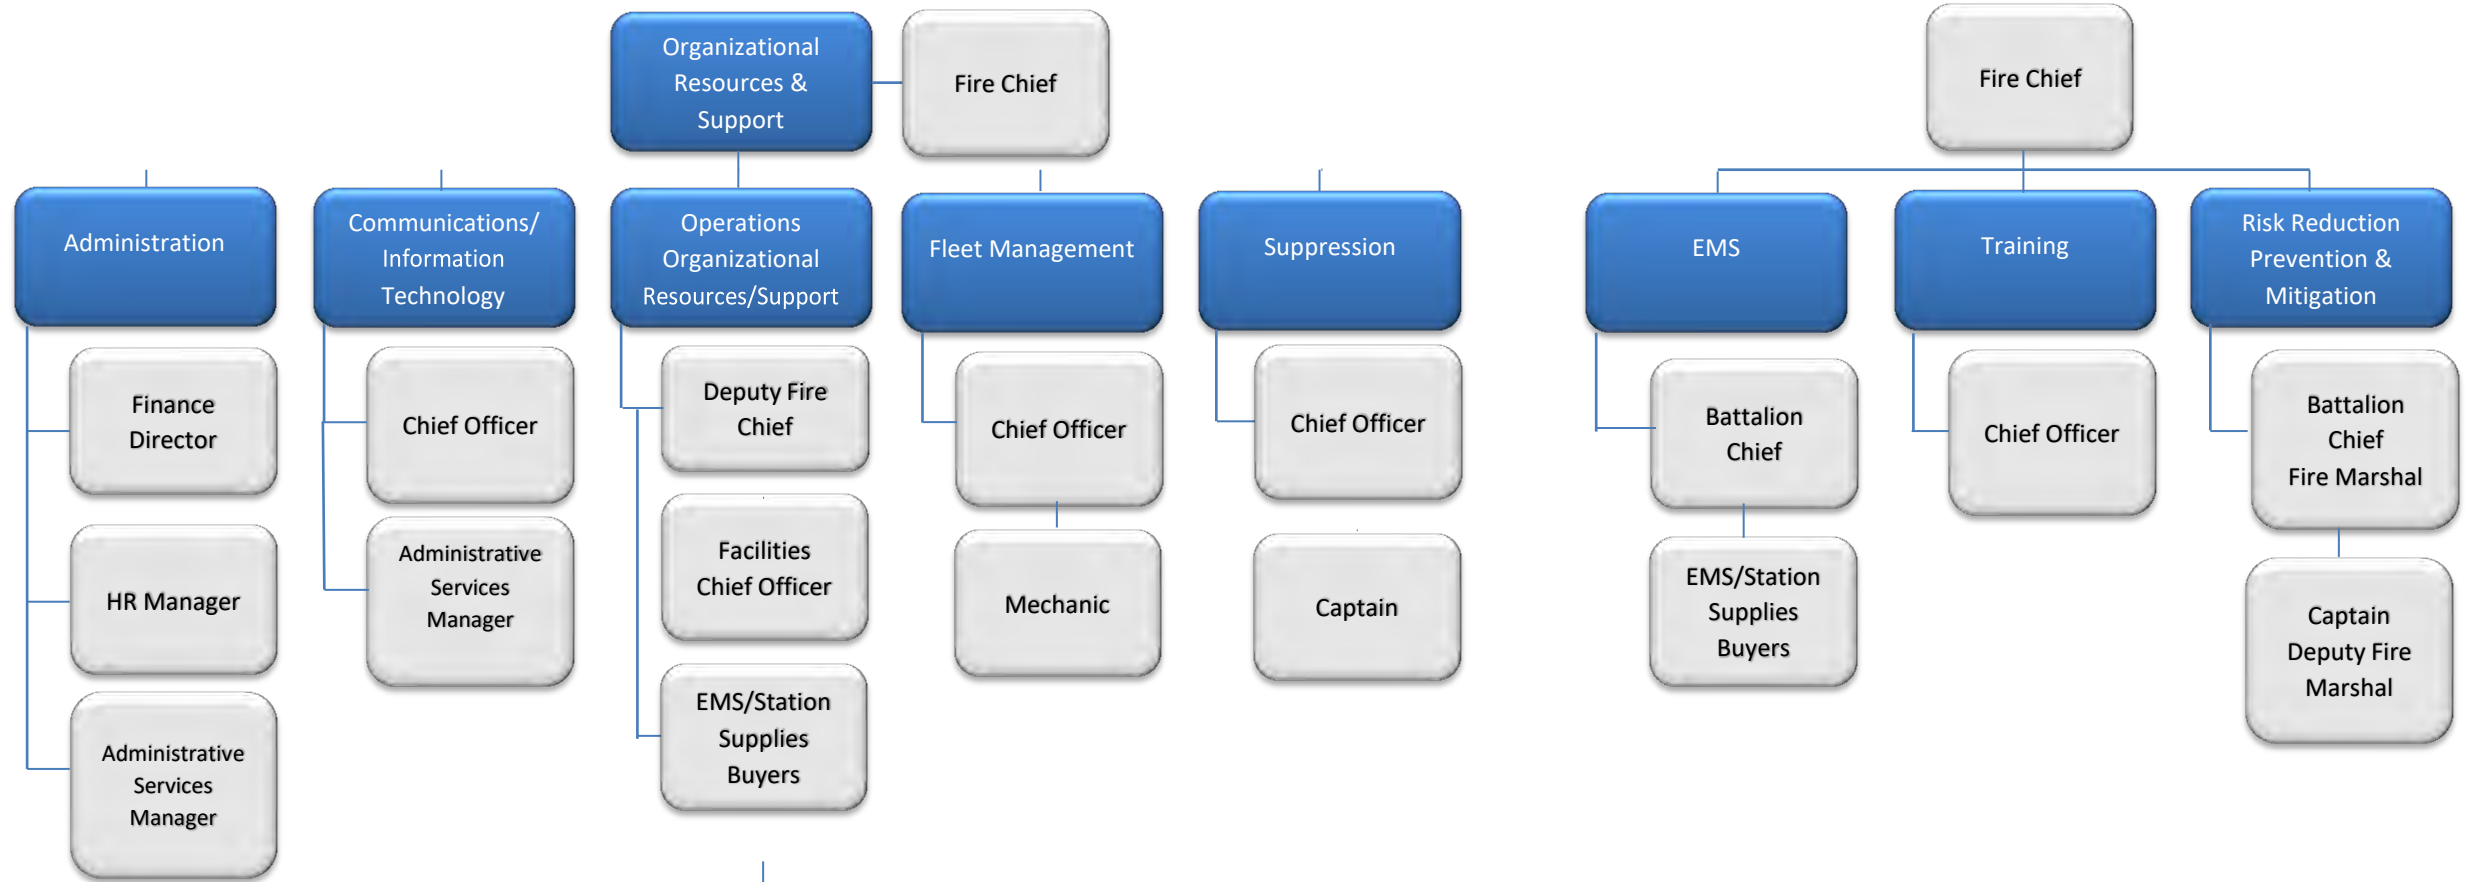 Organizational
Resources &
Support
Fire Chief
Fire Chief
Administration
Communications/
Information
Technology
Operations
Organizational
Resources/Support
Fleet Management
Suppression
EMS
Training
Risk Reduction
Prevention &
Mitigation
Finance
Director
HR Manager
Administrative
Services
Manager
Chief Officer
Administrative
Services
Manager
Deputy Fire
Chief
Facilities
Chief Officer
EMS/Station
Supplies
Buyers
Chief Officer
Mechanic
Chief Officer
Captain
Battalion
Chief
EMS/Station
Supplies
Buyers
Chief Officer
Battalion
Chief
Fire Marshal
Captain
Deputy Fire
Marshal